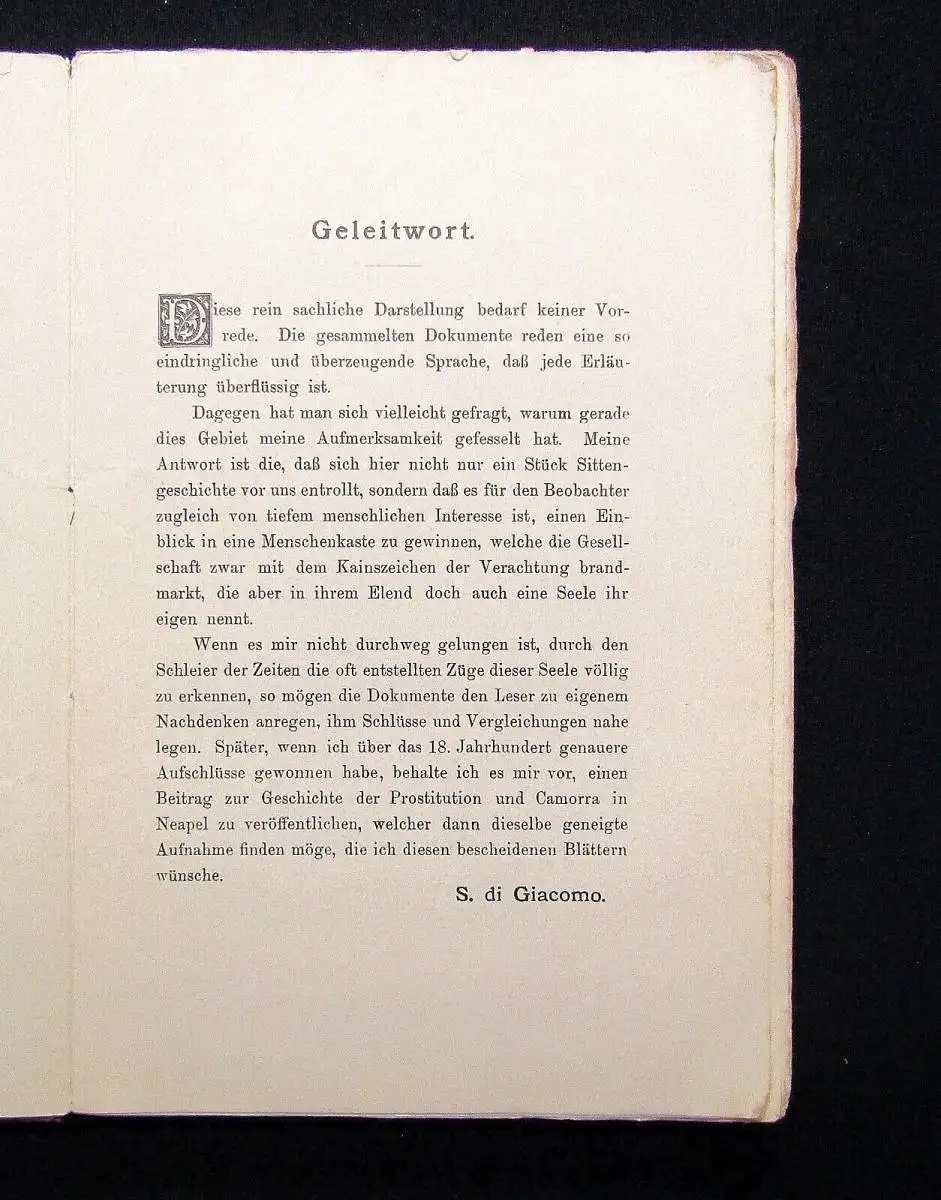 Geleitwort.
Diese rein sachliche Darstellung bedarf keiner Vor-
rede. Die gesammelten Dokumente reden eine so
eindringliche und überzeugende Sprache, daß jede Erläu-
terung überflüssig ist.
Dagegen hat man sich vielleicht gefragt, warum gerade
dies Gebiet meine Aufmerksamkeit gefesselt hat. Meine
Antwort ist die, daß sich hier nicht nur ein Stück Sitten-
geschichte vor uns entrollt, sondern daß es für den Beobachter
zugleich von tiefem menschlichen Interesse ist, einen Ein-
blick in eine Menschenkaste zu gewinnen, welche die Gesell-
schaft zwar mit dem Kainszeichen der Verachtung brand-
markt, die aber in ihrem Elend doch auch eine Seele ihr
eigen nennt.
Wenn es mir nicht durchweg gelungen ist, durch den
Schleier der Zeiten die oft entstellten Züge dieser Seele völlig
zu erkennen, so mögen die Dokumente den Leser zu eigenem
Nachdenken anregen, ihm Schlüsse und Vergleichungen nahe
legen. Später, wenn ich über das 18. Jahrhundert genauere
Aufschlüsse gewonnen habe, behalte ich es mir vor, einen
Beitrag zur Geschichte der Prostitution und Camorra in
Neapel zu veröffentlichen, welcher dann dieselbe geneigte
Aufnahme finden möge, die ich diesen bescheidenen Blättern
wünsche.
S. di Giacomo.